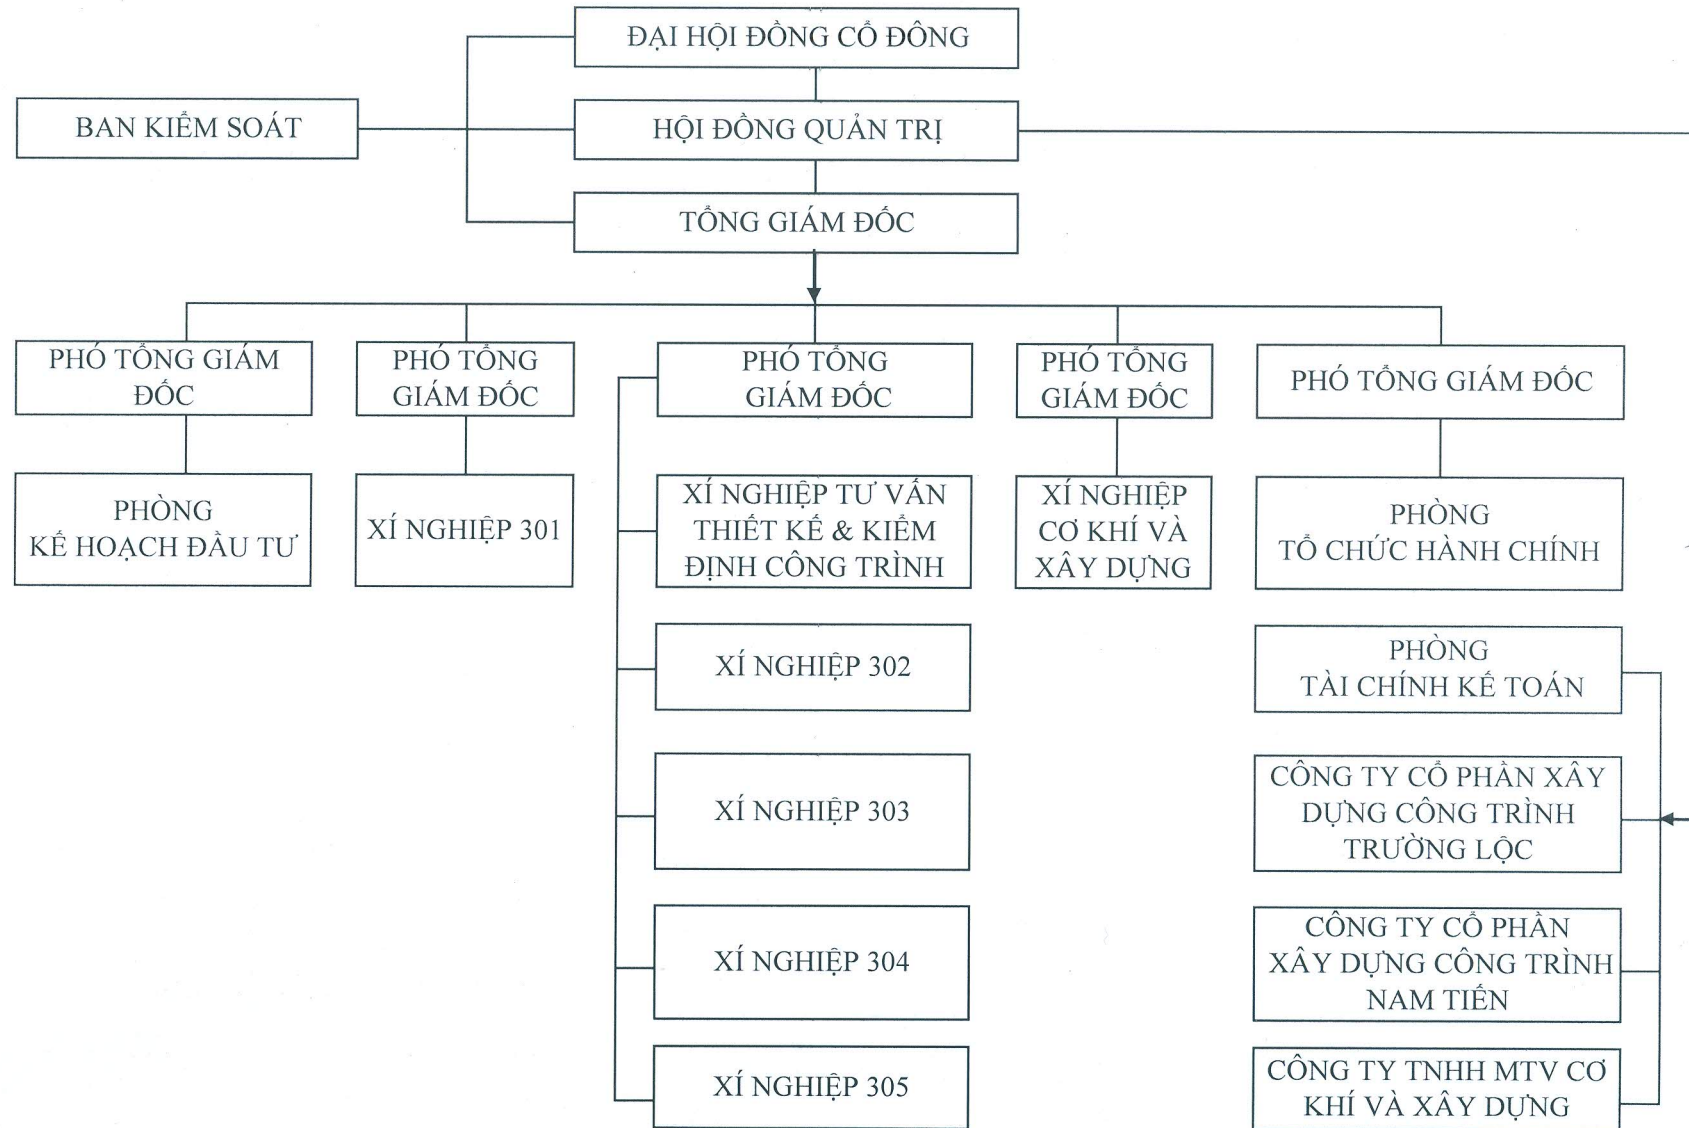 ĐẠI HỘI ĐỒNG CỔ ĐÔNG
BAN KIỂM SOÁT
HỘI ĐỒNG QUẢN TRỊ
TỔNG GIÁM ĐỐC
PHÓ TỔNG GIÁM
ĐỐC
PHÓ TỔNG
GIÁM ĐỐC
PHÓ TỔNG
GIÁM ĐỐC
PHÓ TỔNG
GIÁM ĐỐC
PHÓ TỔNG GIÁM ĐỐC
PHÒNG
KẾ HOẠCH ĐẦU TƯ
XÍ NGHIỆP 301
XÍ NGHIỆP TƯ VẤN
THIẾT KẾ & KIỂM
ĐỊNH CÔNG TRÌNH
XÍ NGHIỆP
CƠ KHÍ VÀ
XÂY DỰNG
PHÒNG
TỔ CHỨC HÀNH CHÍNH
XÍ NGHIỆP 302
PHÒNG
TÀI CHÍNH KẾ TOÁN
XÍ NGHIỆP 303
CÔNG TY CỔ PHẦN XÂY
DỰNG CÔNG TRÌNH
TRƯỜNG LỘC
XÍ NGHIỆP 304
CÔNG TY CỔ PHẦN
XÂY DỰNG CÔNG TRÌNH
NAM TIẾN
XÍ NGHIỆP 305
CÔNG TY TNHH MTV CƠ
KHÍ VÀ XÂY DỰNG